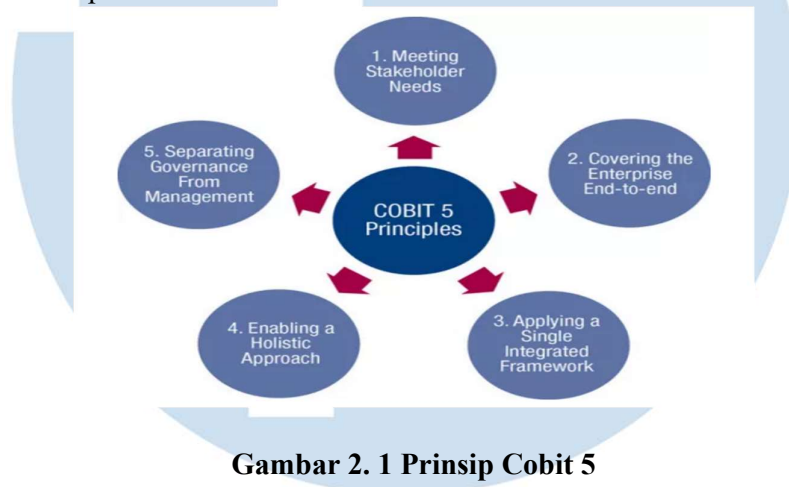 1. Meeting
Stakeholder
Needs
5. Separating
Governance
From
Management
2. Covering the
Enterprise
End-to-end
COBIT 5
Principles
4. Enabling a
Holistic
Approach
3. Applying a
Single
Integrated
Framework
Gambar 2. 1 Prinsip Cobit 5